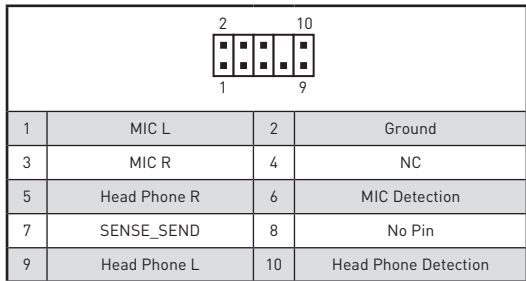 2 10
1 9
1 MIC L 2 Ground
3 MIC R 4 NC
5 Head Phone R 6 MIC Detection
7 SENSE_SEND 8 No Pin
9 Head Phone L 10 Head Phone Detection